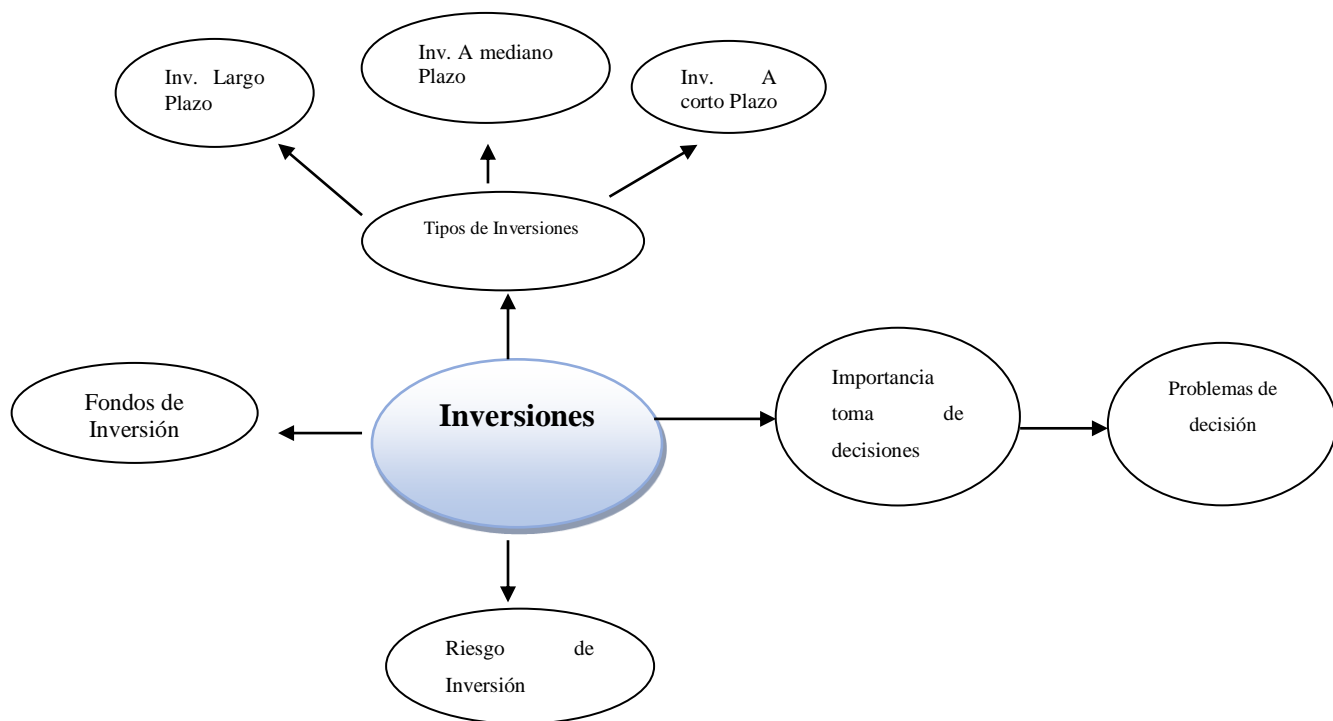 Inv. Largo
Plazo
Inv. A mediano
Plazo
Inv. A
corto Plazo
Tipos de Inversiones
Fondos de
Inversión
Inversiones
Importancia
toma de
decisiones
Problemas de
decisión
Riesgo de
Inversión